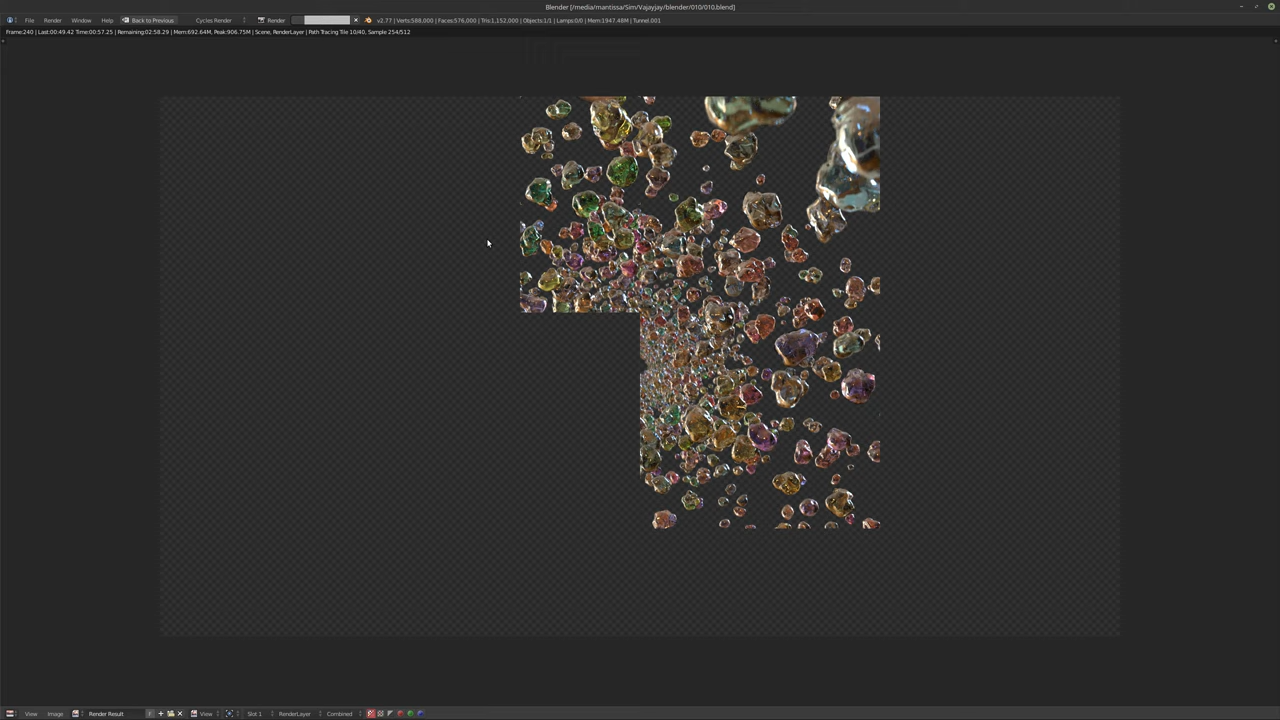 Blender [/media/mantissa/Sim/Vajayjay/blender/010/010.blend]
File Render Window Help Back to Previous Cycles Render Render v2.77 | Verts:588,000 | Faces:576,000 | Tris:1,152,000 | Objects:1/1 | Lamps:0/0 | Mem:1947.48M | Tunnel.001
Frame:240 | Last:00:49.42 Time:00:57.25 | Remaining:02:58.29 | Mem:692.64M, Peak:906.75M | Scene, RenderLayer | Path Tracing Tile 10/40, Sample 254/512
View Image Render Result F View Slot 1 RenderLayer Combined